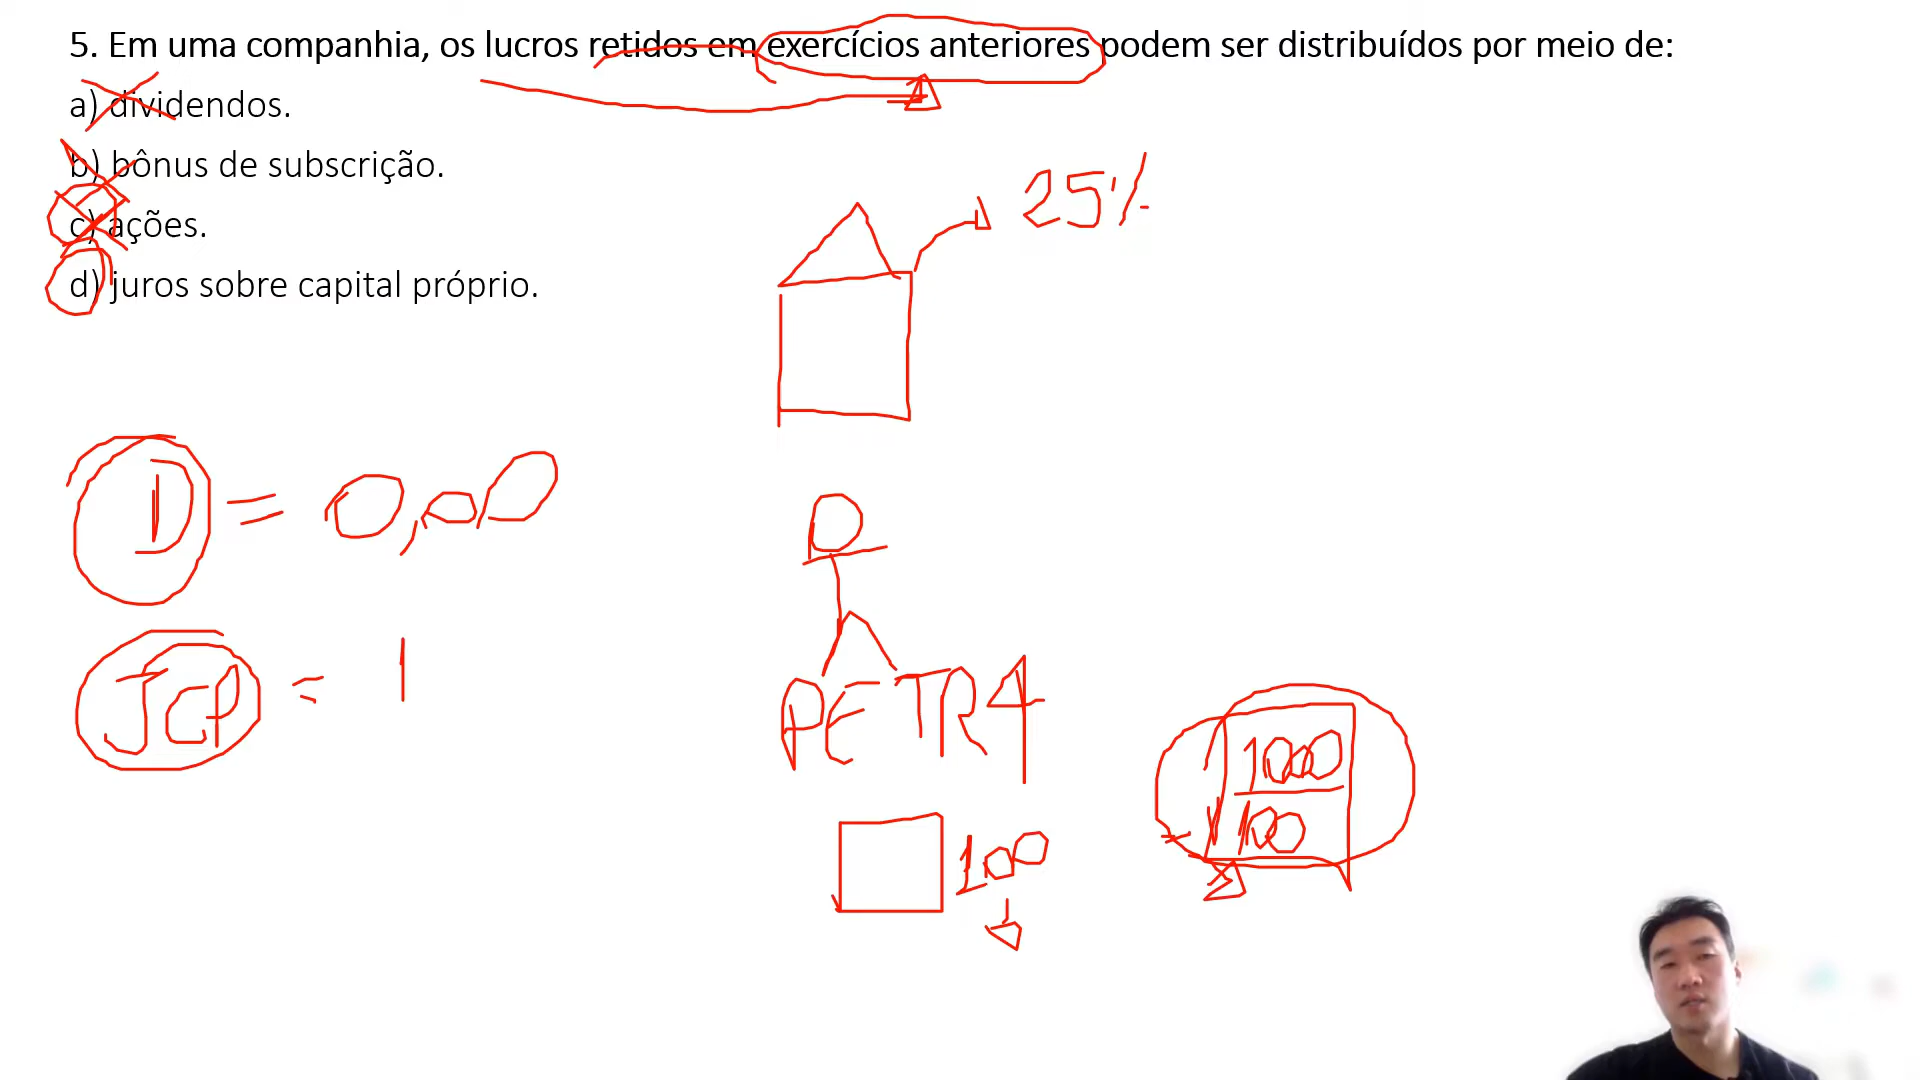 5. Em uma companhia, os lucros retidos em exercícios anteriores podem ser distribuídos por meio de:
a) dividendos.
b) bônus de subscrição.
c) ações.
d) juros sobre capital próprio.
25%
D = 0,00
JCP = 1
PETR4
1000
100
100